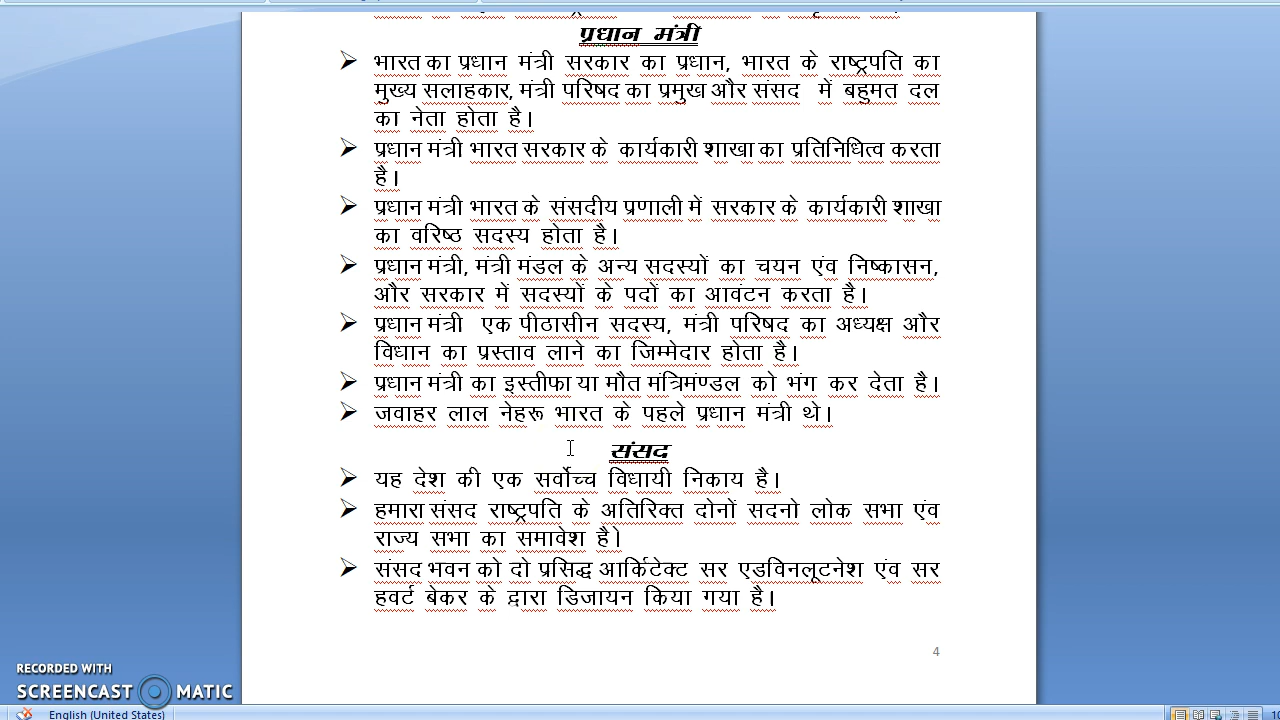 प्रधान मंत्री
भारत का प्रधान मंत्री सरकार का प्रधान, भारत के राष्ट्रपति का
मुख्य सलाहकार, मंत्री परिषद का प्रमुख और संसद में बहुमत दल
का नेता होता है।
प्रधान मंत्री भारत सरकार के कार्यकारी शाखा का प्रतिनिधित्व करता
है।
प्रधान मंत्री भारत के संसदीय प्रणाली में सरकार के कार्यकारी शाखा
का वरिष्ठ सदस्य होता है।
प्रधान मंत्री, मंत्री मंडल के अन्य सदस्यों का चयन एंव निष्कासन,
और सरकार में सदस्यों के पदों का आवंटन करता है।
प्रधान मंत्री एक पीठासीन सदस्य, मंत्री परिषद का अध्यक्ष और
विधान का प्रस्ताव लाने का जिम्मेदार होता है।
प्रधान मंत्री का इस्तीफा या मौत मंत्रिमंण्डल को भंग कर देता है।
जवाहर लाल नेहरू भारत के पहले प्रधान मंत्री थे।
संसद
यह देश की एक सर्वोच्च विधायी निकाय है।
हमारा संसद राष्ट्रपति के अतिरिक्त दोनों सदनो लोक सभा एंव
राज्य सभा का समावेश है)
संसद भवन को दो प्रसिद्ध आर्किटेक्ट सर एडविनलूटनेश एंव सर
हवर्ट बेकर के द्वारा डिजायन किया गया है।
4
RECORDED WITH
SCREENCAST MATIC
English (United States)